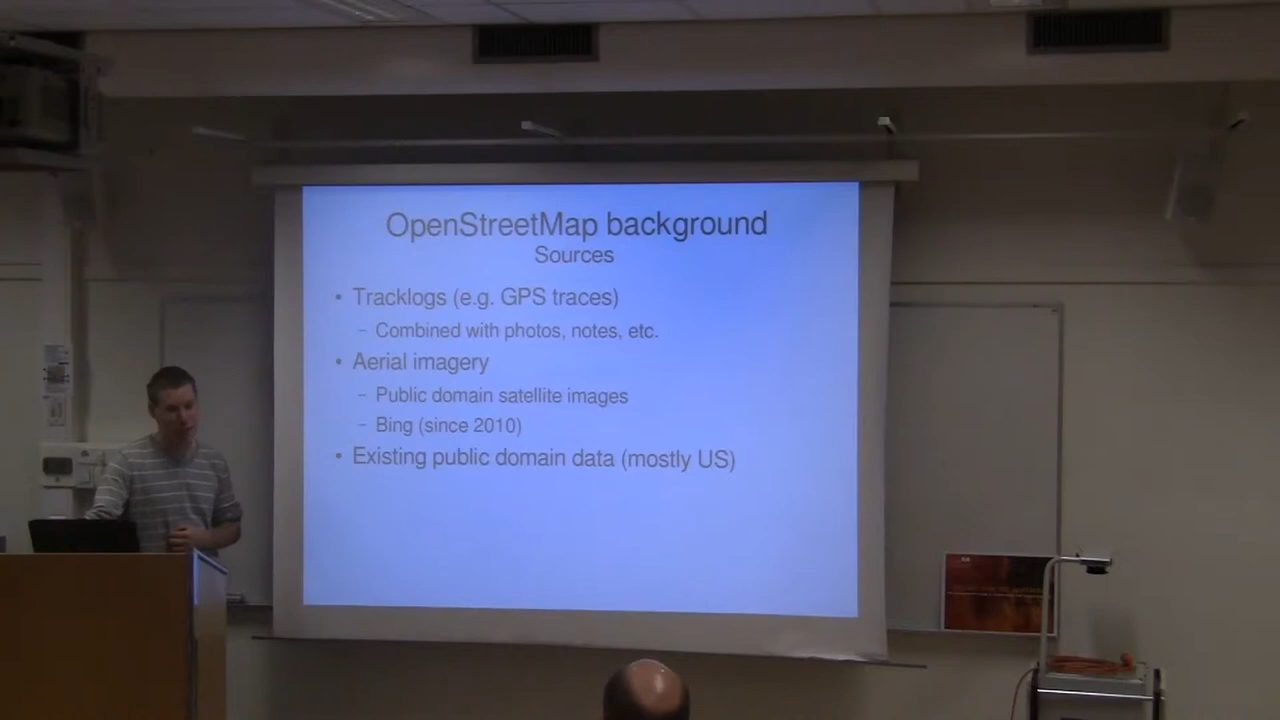 OpenStreetMap background
Sources
• Tracklogs (e.g. GPS traces)
– Combined with photos, notes, etc.
• Aerial imagery
– Public domain satellite images
– Bing (since 2010)
• Existing public domain data (mostly US)